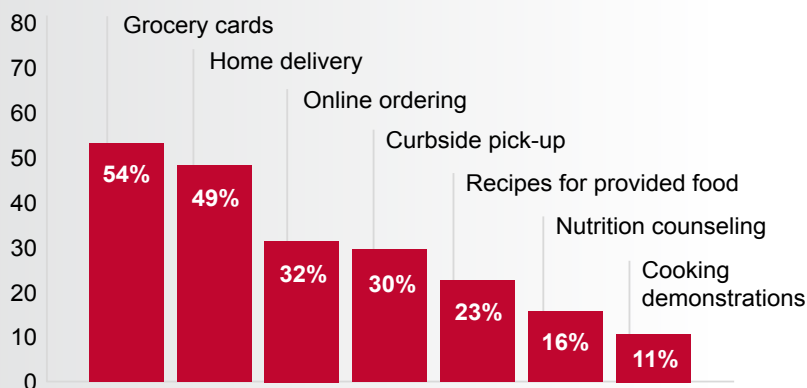 80
Grocery cards
70
Home delivery
60
Online ordering
50
Curbside pick-up
40
Recipes for provided food
30
Nutrition counseling
20
Cooking
demonstrations
10
0
54%
49%
32%
30%
23%
16%
11%